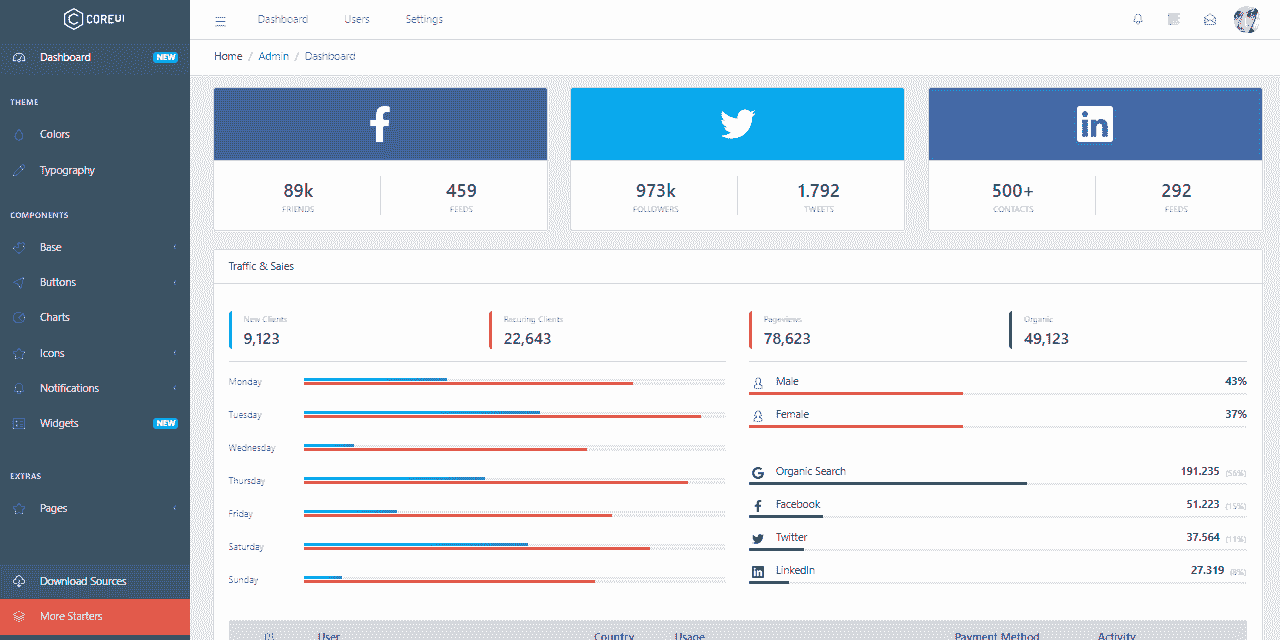 COREUI
Dashboard Users Settings
Dashboard NEW
Home / Admin / Dashboard
THEME
Colors
Typography
COMPONENTS
Base
Buttons
Charts
Icons
Notifications
Widgets NEW
EXTRAS
Pages
Download Sources
More Starters
89k 459
FRIENDS FEEDS
973k 1.792
FOLLOWERS TWEETS
500+ 292
CONTACTS FEEDS
Traffic & Sales
New Clients
9,123
Recuring Clients
22,643
Pageviews
78,623
Organic
49,123
Monday
Tuesday
Wednesday
Thursday
Friday
Saturday
Sunday
Male 43%
Female 37%
Organic Search 191.235 (56%)
Facebook 51.223 (15%)
Twitter 37.564 (11%)
LinkedIn 27.319 (8%)
User Country Usage Payment Method Activity